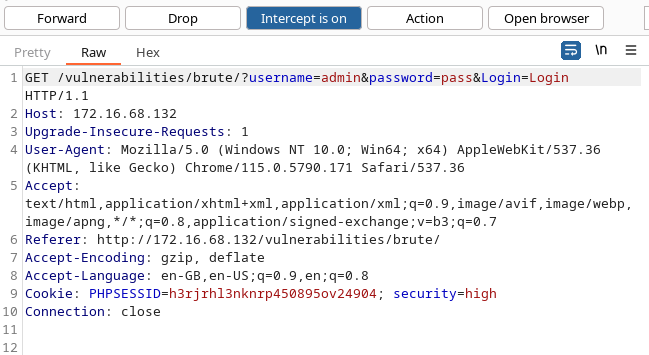 Forward Drop Intercept is on Action Open browser
Pretty Raw Hex \n
1 GET /vulnerabilities/brute/?username=admin&password=pass&Login=Login
HTTP/1.1
2 Host: 172.16.68.132
3 Upgrade-Insecure-Requests: 1
4 User-Agent: Mozilla/5.0 (Windows NT 10.0; Win64; x64) AppleWebKit/537.36
(KHTML, like Gecko) Chrome/115.0.5790.171 Safari/537.36
5 Accept:
text/html,application/xhtml+xml,application/xml;q=0.9,image/avif,image/webp,
image/apng,*/*;q=0.8,application/signed-exchange;v=b3;q=0.7
6 Referer: http://172.16.68.132/vulnerabilities/brute/
7 Accept-Encoding: gzip, deflate
8 Accept-Language: en-GB,en-US;q=0.9,en;q=0.8
9 Cookie: PHPSESSID=h3rjrhl3nknrp450895ov24904; security=high
10 Connection: close
11
12